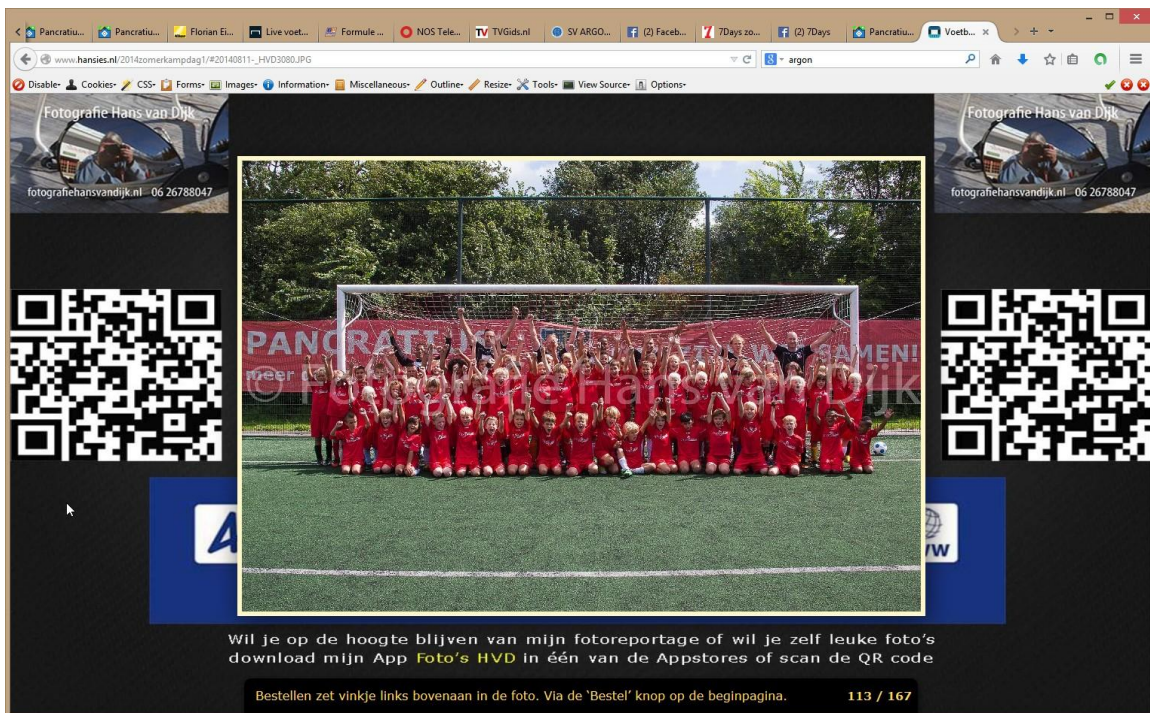 Pancratiu...
Pancratiu...
Florian Ei...
Live voet...
Formule ...
NOS Tele...
TV TVGids.nl
SV ARGO...
(2) Faceb...
7 7Days zo...
(2) 7Days
Pancratiu...
Voetb...
www.hansies.nl/2014zomerkampdag1/#20140811-_HVD3080.JPG
argon
Disable Cookies CSS Forms Images Information Miscellaneous Outline Resize Tools View Source Options
Fotografie Hans van Dijk
fotografiehansvandijk.nl 06 26788047
Fotografie Hans van Dijk
fotografiehansvandijk.nl 06 26788047
SAMEN!
meer
© Fotografie Hans van Dijk
A
VW
Wil je op de hoogte blijven van mijn fotoreportage of wil je zelf leuke foto's
download mijn App Foto's HVD in één van de Appstores of scan de QR code
Bestellen zet vinkje links bovenaan in de foto. Via de 'Bestel' knop op de beginpagina.
113 / 167